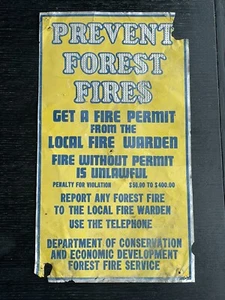 PREVENT
FOREST
FIRES
GET A FIRE PERMIT
FROM THE
LOCAL FIRE WARDEN
FIRE WITHOUT PERMIT
IS UNLAWFUL
PENALTY FOR VIOLATION $50.00 TO $400.00
REPORT ANY FOREST FIRE
TO THE LOCAL FIRE WARDEN
USE THE TELEPHONE
DEPARTMENT OF CONSERVATION
AND ECONOMIC DEVELOPMENT
FOREST FIRE SERVICE